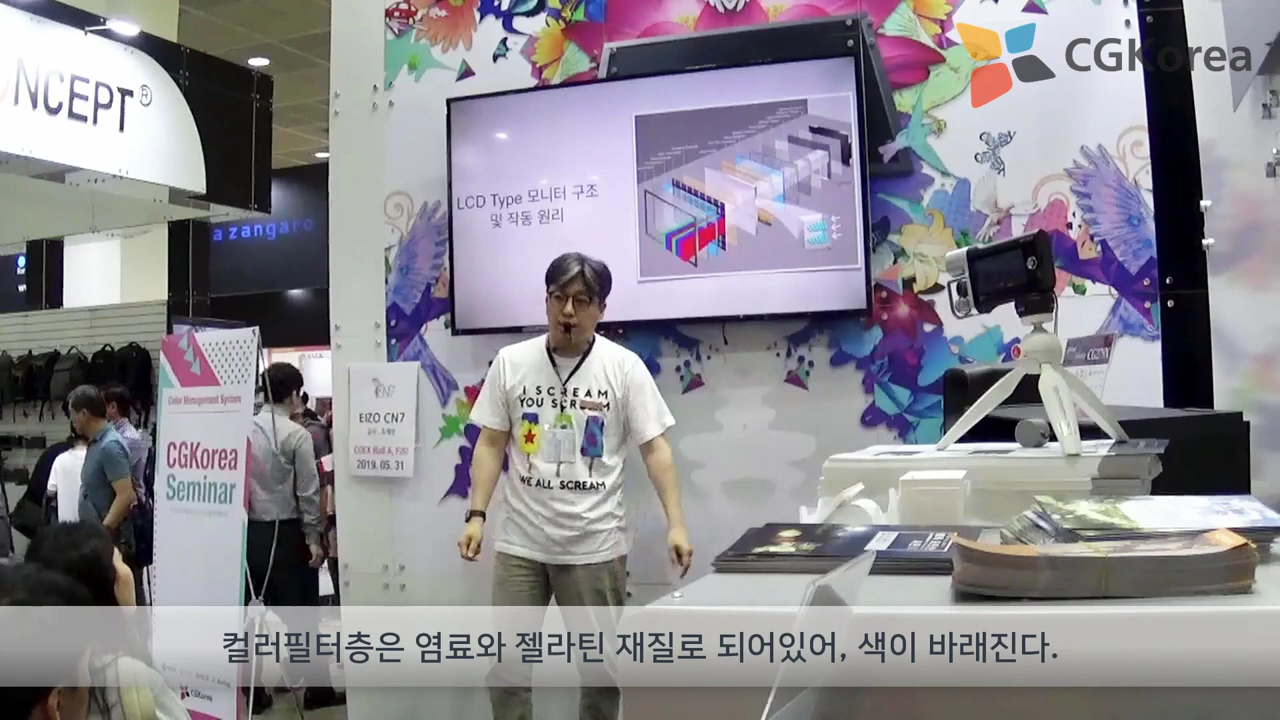 CGKorea
NCEPT®
azangaro
LCD Type 모니터 구조
및 작동 원리
Color Management System
CGKorea
Seminar
CN7
EIZO CN7
COEX Hall A, F20
2019. 05. 31
I SCREAM
YOU SCREAM
WE ALL SCREAM
컬러필터층은 염료와 젤라틴 재질로 되어있어, 색이 바래진다.
CGKorea